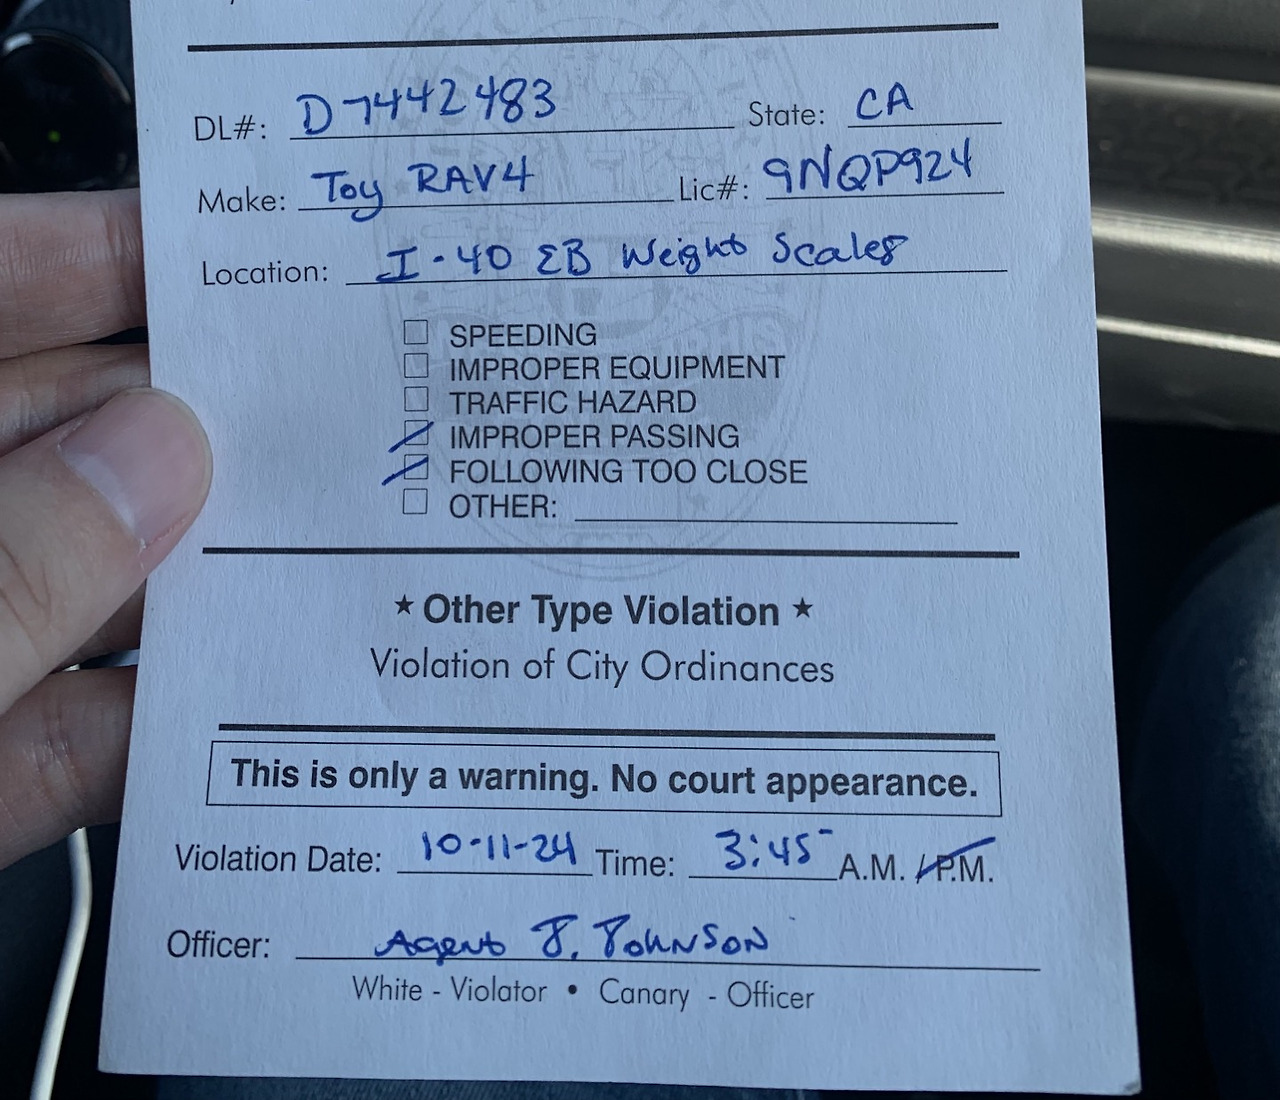 DL#: D7442483 State: CA
Make: Toy RAV4 Lic#: 9NQP924
Location: I-40 EB Weight Scales
SPEEDING
IMPROPER EQUIPMENT
TRAFFIC HAZARD
IMPROPER PASSING
FOLLOWING TOO CLOSE
OTHER:
★ Other Type Violation ★
Violation of City Ordinances
This is only a warning. No court appearance.
Violation Date: 10-11-24 Time: 3:45 A.M. / P.M.
Officer: Agent J. Johnson
White - Violator • Canary - Officer